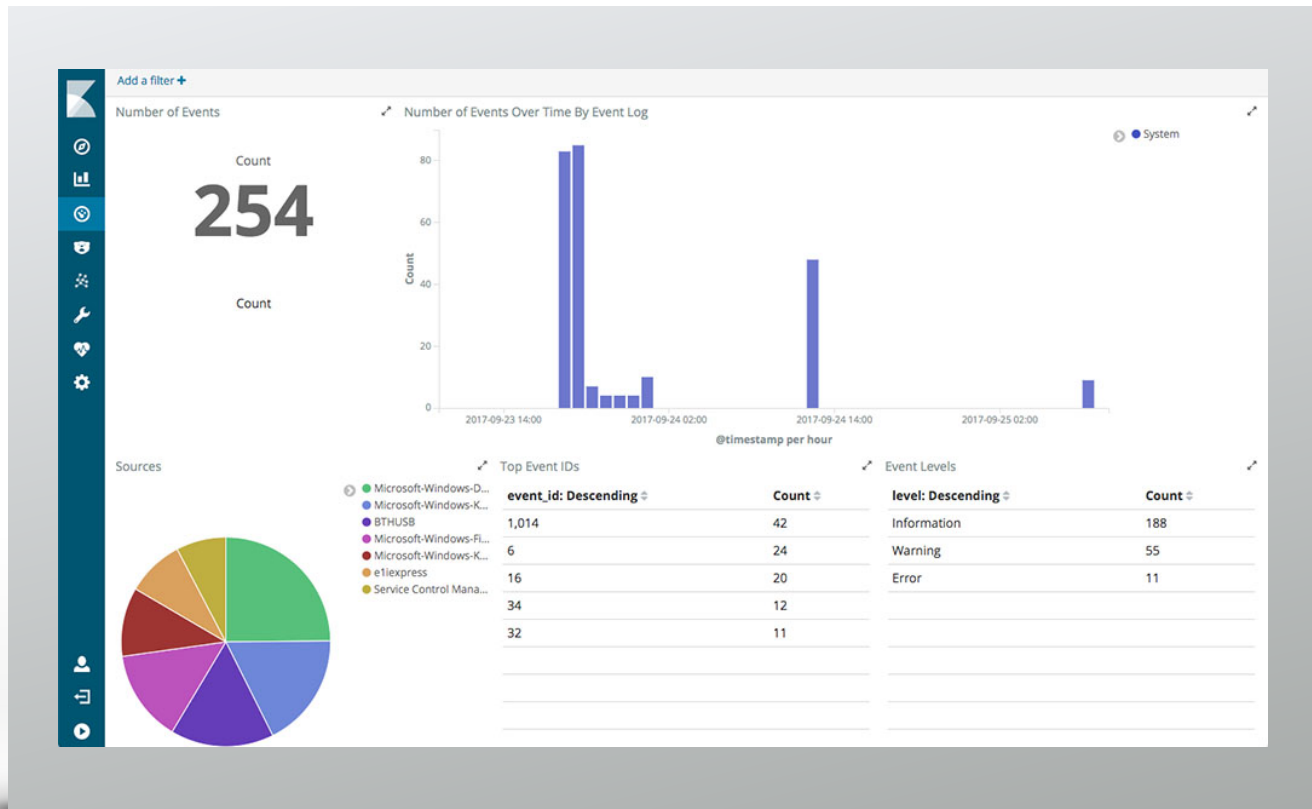 Add a filter +
Number of Events
Count
254
Count
Number of Events Over Time By Event Log
System
80
60
40
20
0
Count
2017-09-23 14:00 2017-09-24 02:00 2017-09-24 14:00 2017-09-25 02:00
@timestamp per hour
Sources
Microsoft-Windows-D...
Microsoft-Windows-K...
BTHUSB
Microsoft-Windows-Fi...
Microsoft-Windows-K...
e1iexpress
Service Control Mana...
Top Event IDs
event_id: Descending Count
1,014 42
6 24
16 20
34 12
32 11
Event Levels
level: Descending Count
Information 188
Warning 55
Error 11